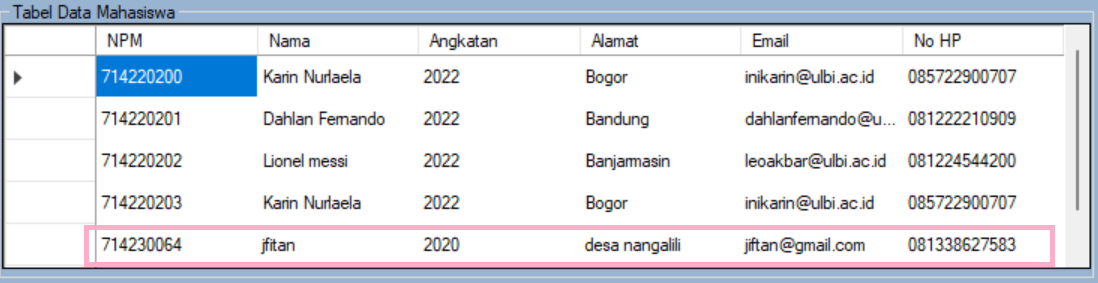 Tabel Data Mahasiswa
NPM Nama Angkatan Alamat Email No HP
714220200 Karin Nurlaela 2022 Bogor inikarin@ulbi.ac.id 085722900707
714220201 Dahlan Fernando 2022 Bandung dahlanfernando@u... 081222210909
714220202 Lionel messi 2022 Banjarmasin leoakbar@ulbi.ac.id 081224544200
714220203 Karin Nurlaela 2022 Bogor inikarin@ulbi.ac.id 085722900707
714230064 jfitan 2020 desa nangalili jiftan@gmail.com 081338627583